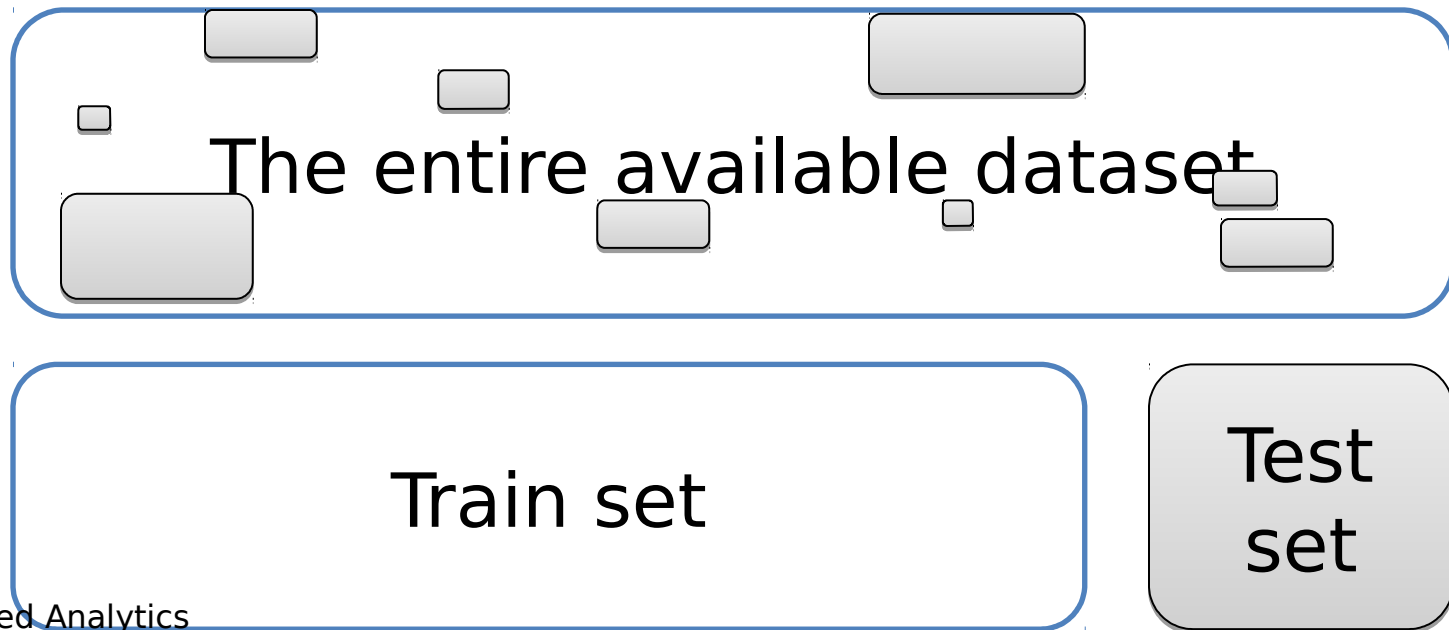 The entire available dataset
Train set
Test
set
ed Analytics